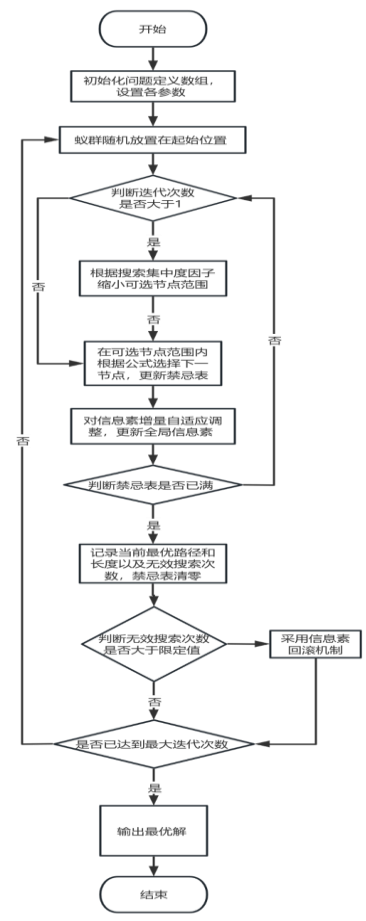 开始
初始化问题定义数组，
设置各参数
蚁群随机放置在起始位置
判断迭代次数
是否大于1
是
否
根据搜索集中度因子
缩小可选节点范围
否
否
在可选节点范围内
根据公式选择下一
节点，更新禁忌表
对信息素增量自适应调
整，更新全局信息素
否
判断禁忌表是否已满
是
记录当前最优路径和
长度以及无效搜索次
数，禁忌表清零
判断无效搜索次数
是否大于限定值
采用信息素
回滚机制
否
是否已达到最大迭代次数
是
输出最优解
结束